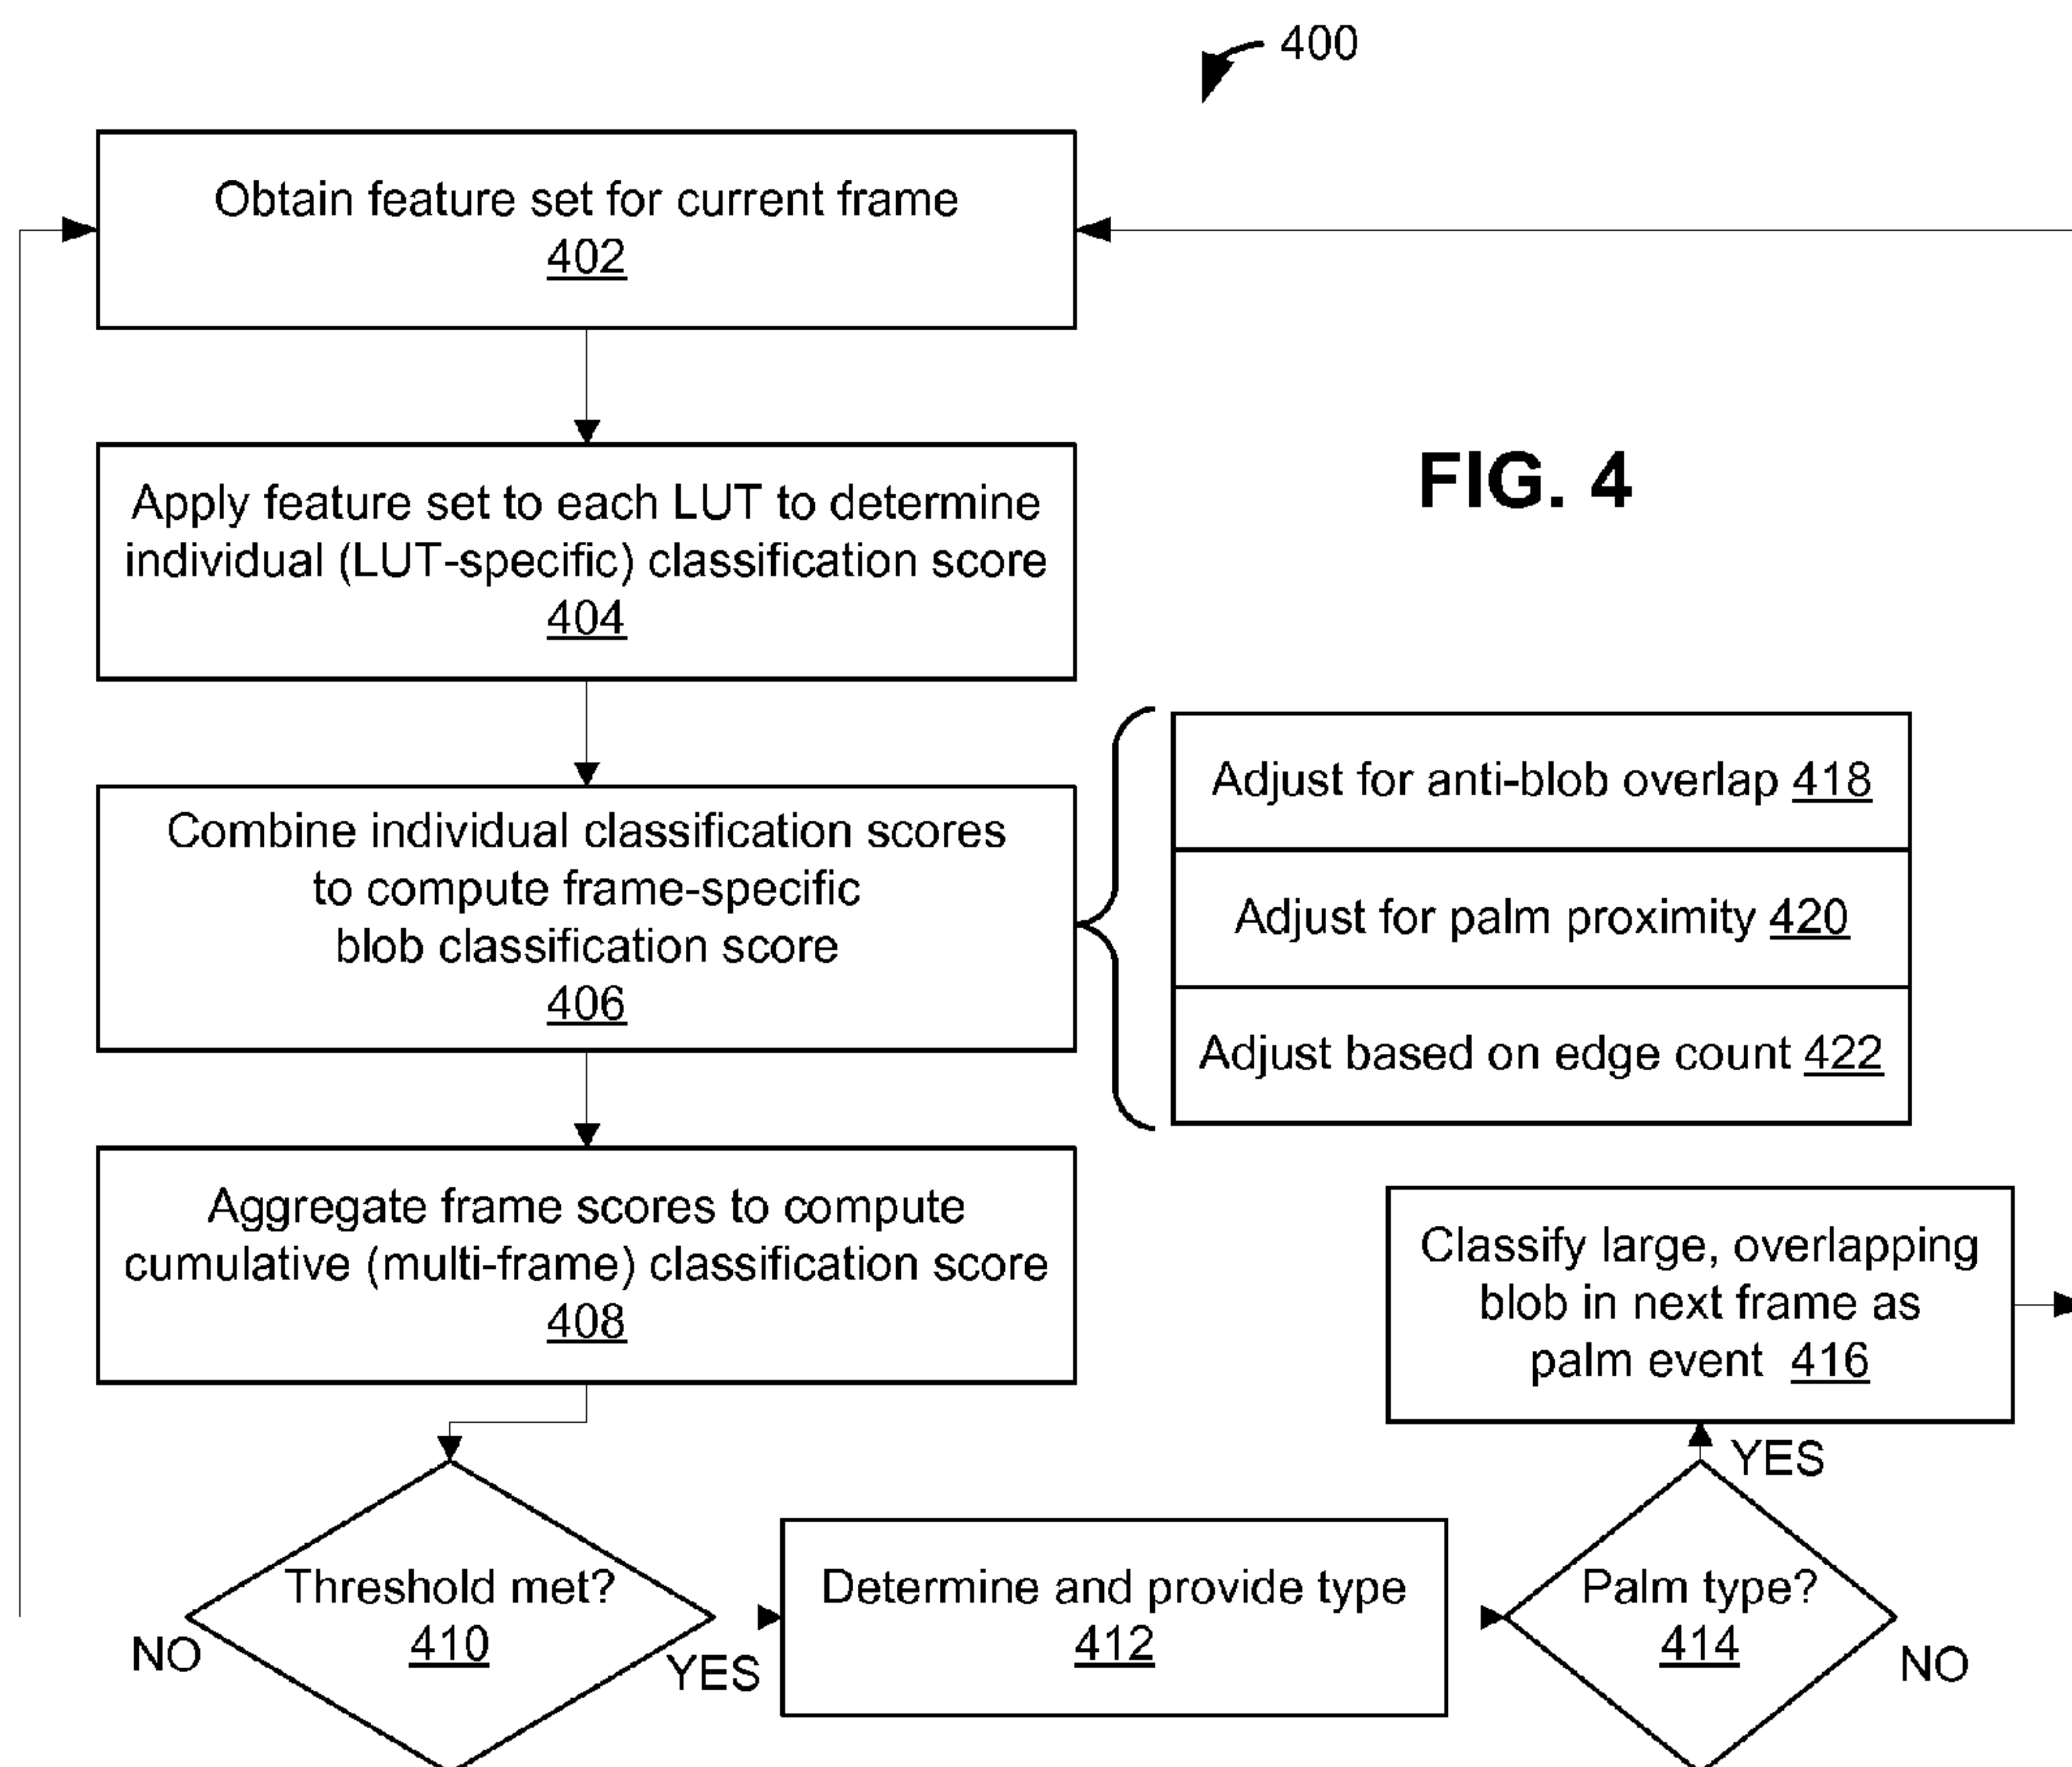 400
Obtain feature set for current frame
402
Apply feature set to each LUT to determine
individual (LUT-specific) classification score
404
FIG. 4
Combine individual classification scores
to compute frame-specific
blob classification score
406
Adjust for anti-blob overlap 418
Adjust for palm proximity 420
Adjust based on edge count 422
Aggregate frame scores to compute
cumulative (multi-frame) classification score
408
Classify large, overlapping
blob in next frame as
palm event 416
YES
Threshold met?
410
NO
YES
Determine and provide type
412
Palm type?
414
NO